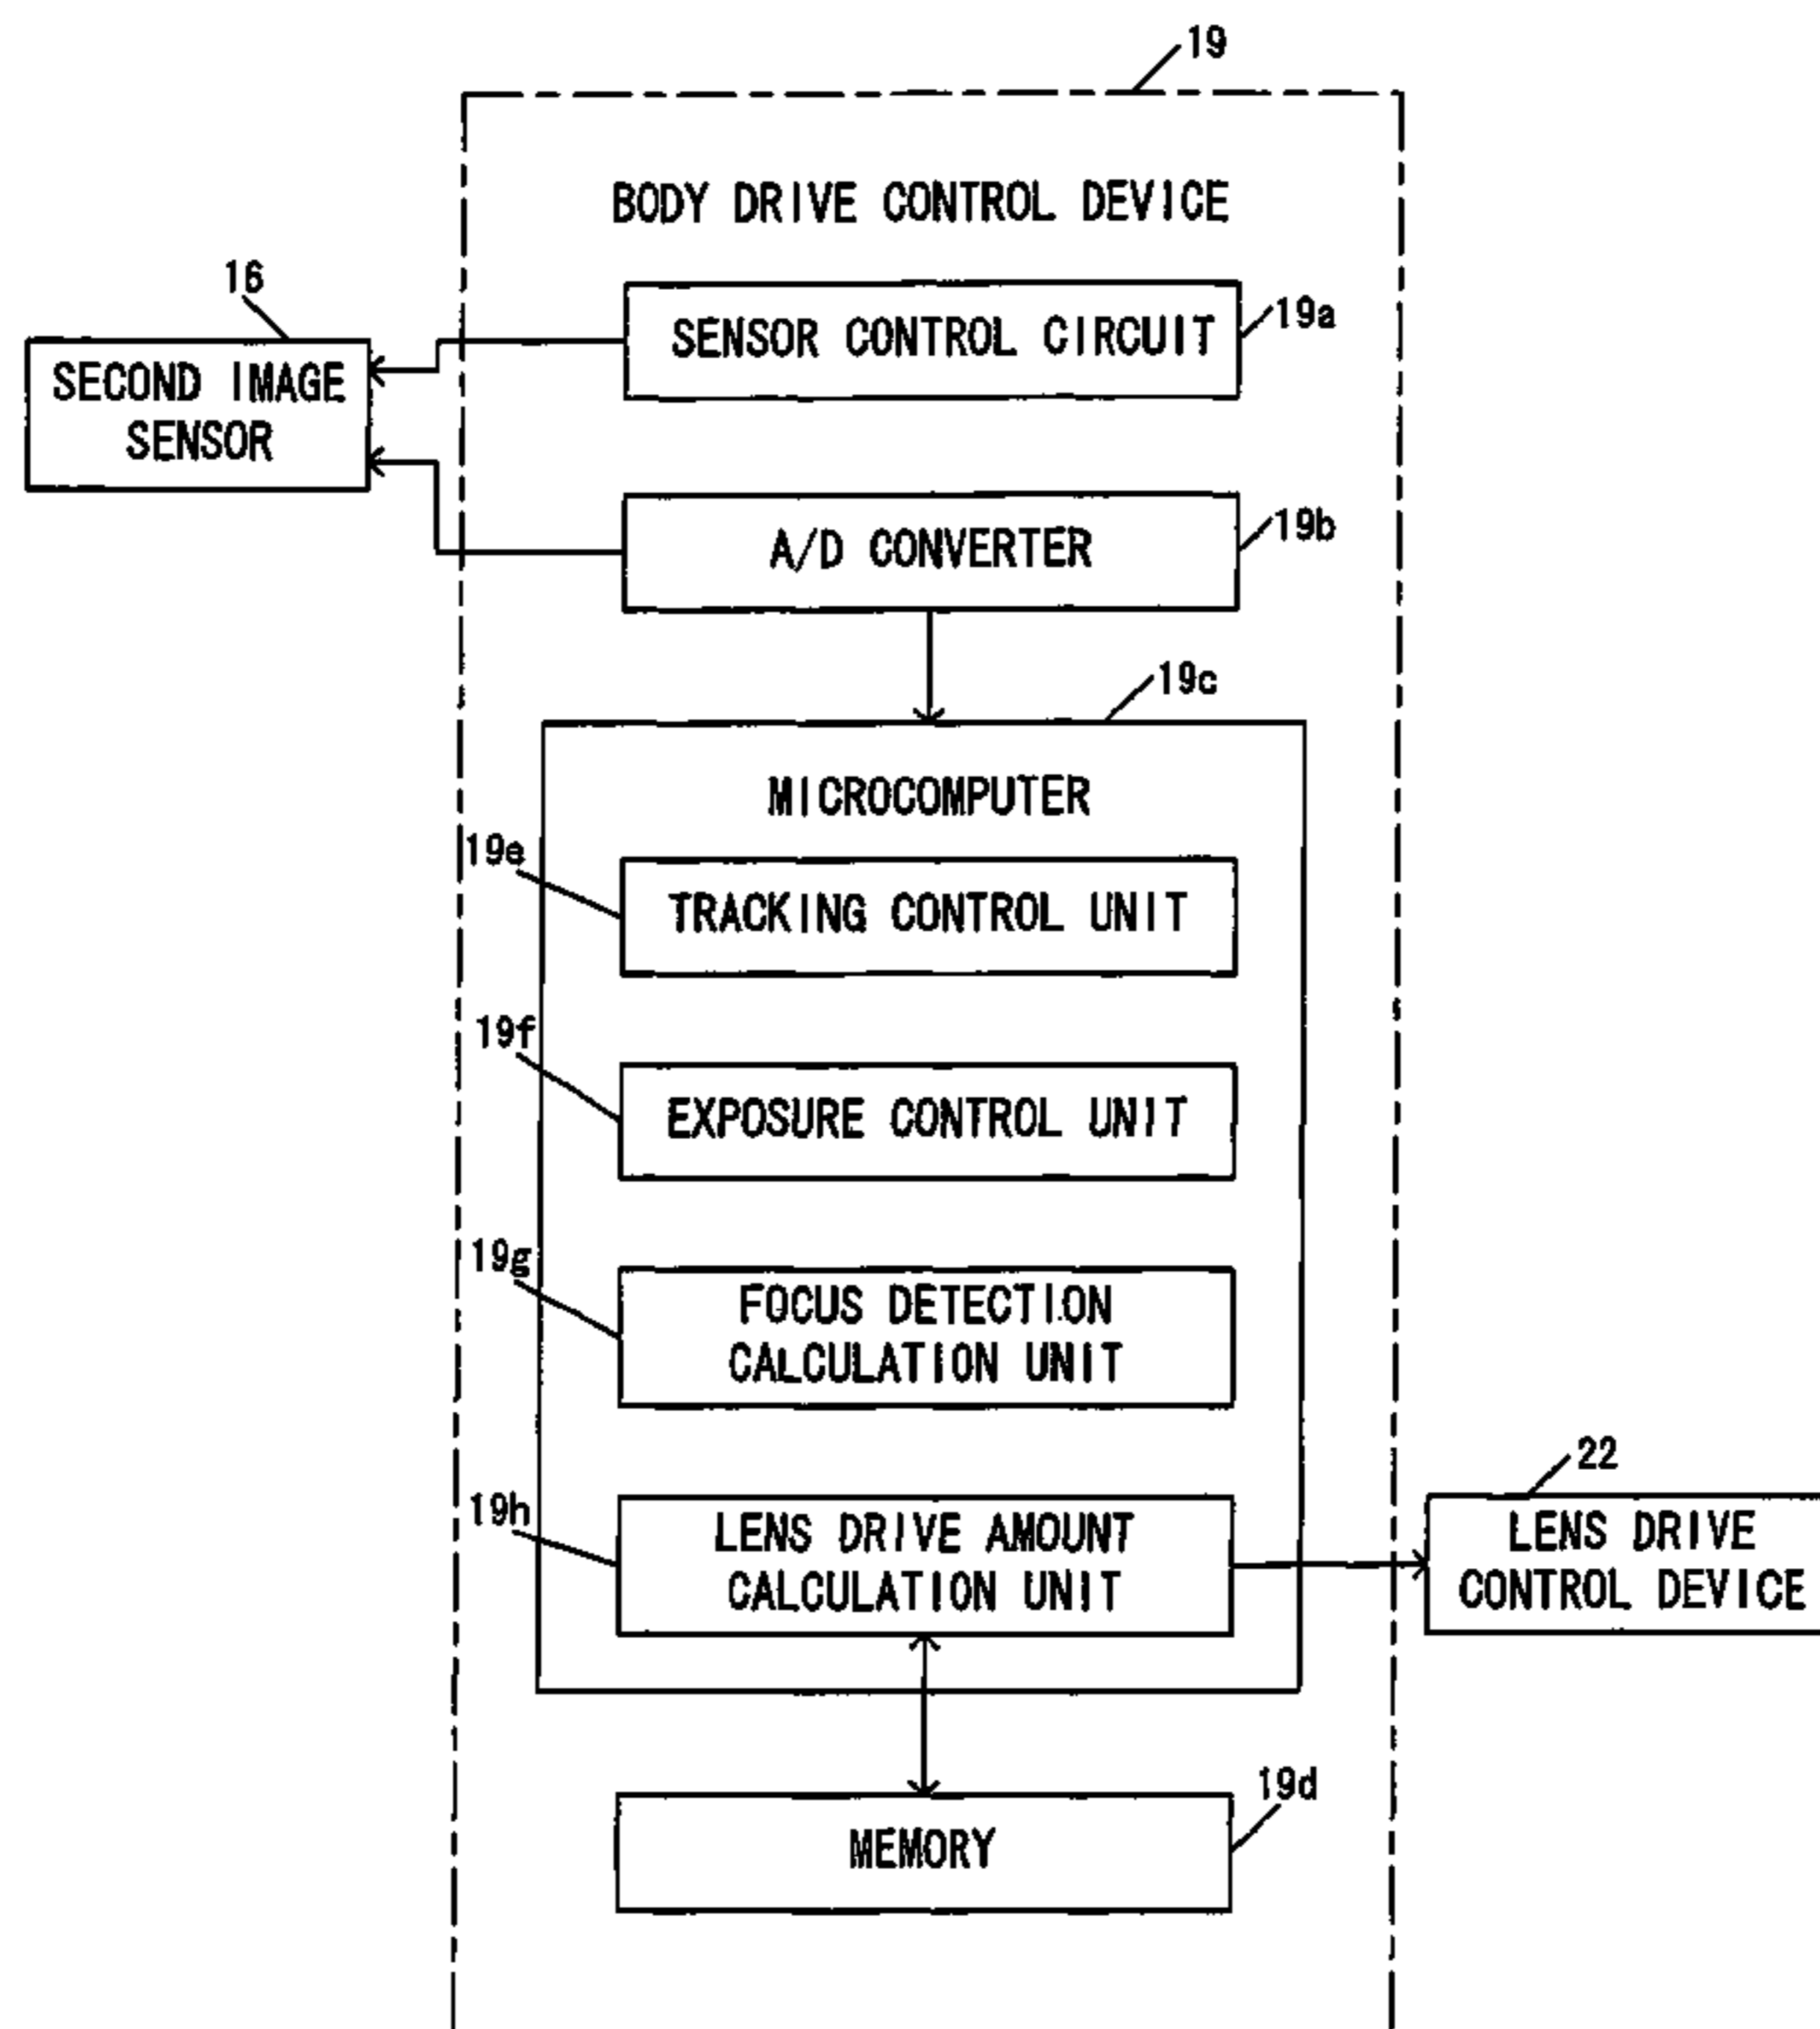 19
BODY DRIVE CONTROL DEVICE
16
SENSOR CONTROL CIRCUIT
19a
SECOND IMAGE
SENSOR
A/D CONVERTER
19b
19c
MICROCOMPUTER
19e
TRACKING CONTROL UNIT
19f
EXPOSURE CONTROL UNIT
19g
FOCUS DETECTION
CALCULATION UNIT
22
19h
LENS DRIVE AMOUNT
CALCULATION UNIT
LENS DRIVE
CONTROL DEVICE
19d
MEMORY